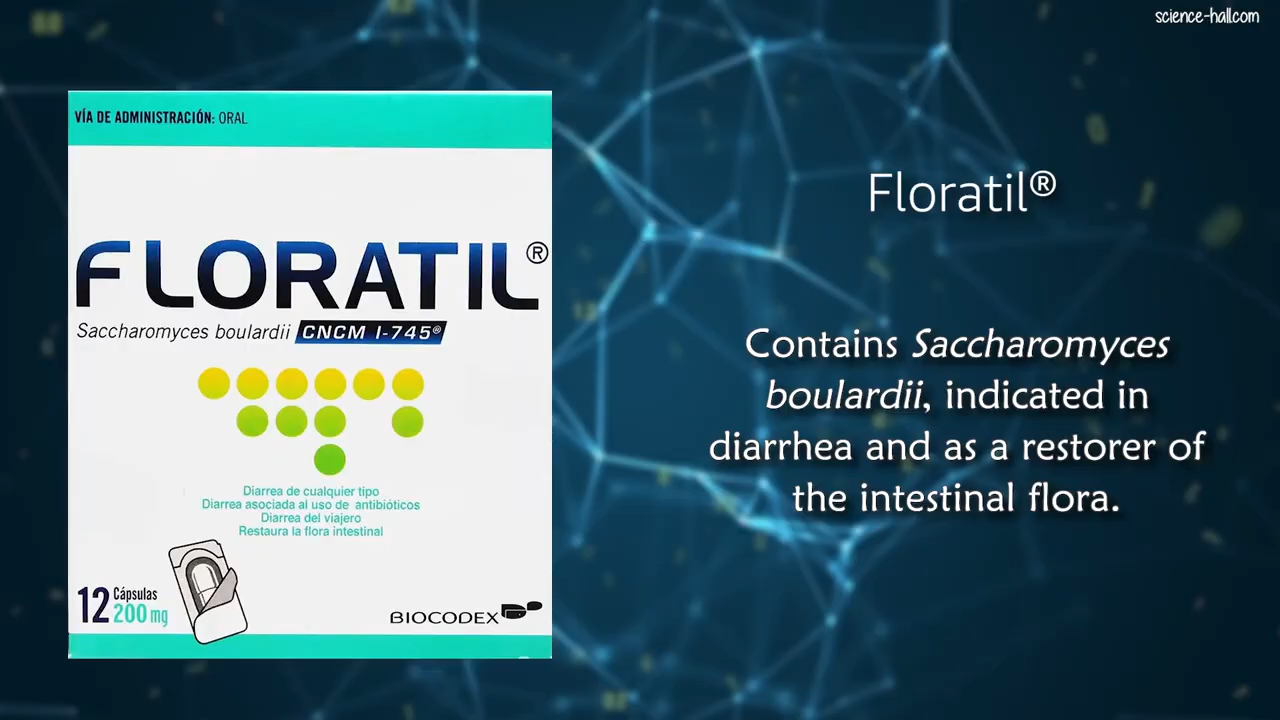 science-hall.com
VÍA DE ADMINISTRACIÓN: ORAL
FLORATIL®
Saccharomyces boulardii CNCM I-745®
Diarrea de cualquier tipo
Diarrea asociada al uso de antibióticos
Diarrea del viajero
Restaura la flora intestinal
12 Cápsulas
200 mg
BIOCODEX
Floratil®
Contains Saccharomyces
boulardii, indicated in
diarrhea and as a restorer of
the intestinal flora.